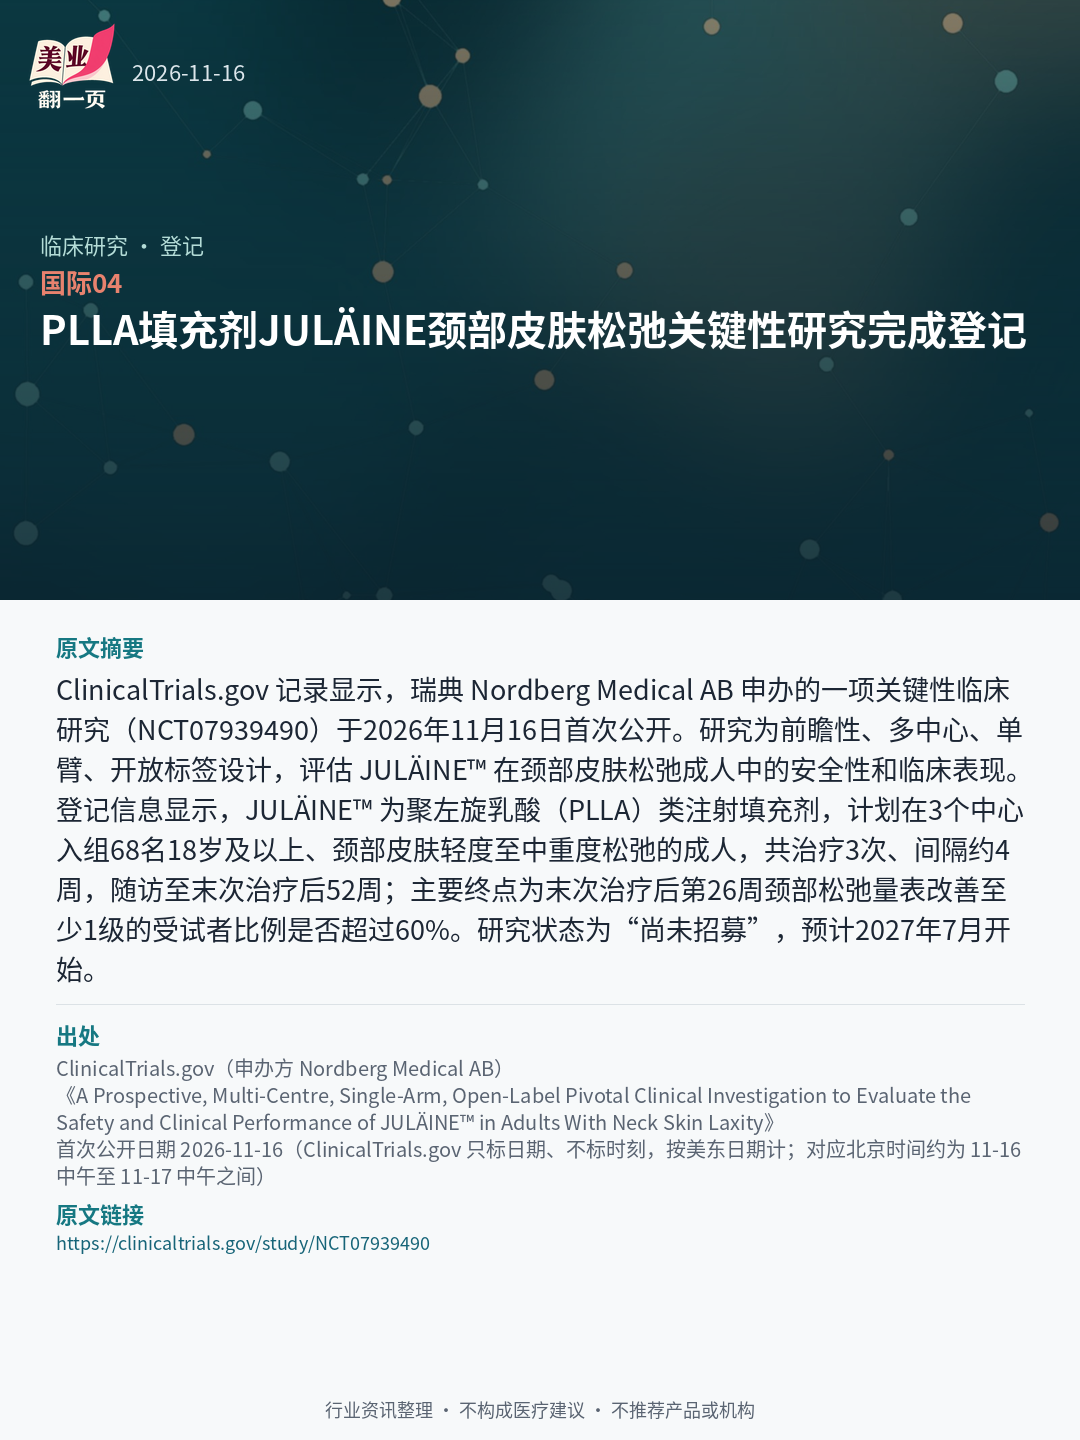 美业
翻一页
2026-11-16
临床研究 · 登记
国际04
PLLA填充剂JULÄINE颈部皮肤松弛关键性研究完成登记
原文摘要
ClinicalTrials.gov 记录显示，瑞典 Nordberg Medical AB 申办的一项关键性临床
研究（NCT07939490）于2026年11月16日首次公开。研究为前瞻性、多中心、单
臂、开放标签设计，评估 JULÄINE™ 在颈部皮肤松弛成人中的安全性和临床表现。
登记信息显示，JULÄINE™ 为聚左旋乳酸（PLLA）类注射填充剂，计划在3个中心
入组68名18岁及以上、颈部皮肤轻度至中重度松弛的成人，共治疗3次、间隔约4
周，随访至末次治疗后52周；主要终点为末次治疗后第26周颈部松弛量表改善至
少1级的受试者比例是否超过60%。研究状态为“尚未招募”，预计2027年7月开
始。
出处
ClinicalTrials.gov（申办方 Nordberg Medical AB）
《A Prospective, Multi-Centre, Single-Arm, Open-Label Pivotal Clinical Investigation to Evaluate the
Safety and Clinical Performance of JULÄINE™ in Adults With Neck Skin Laxity》
首次公开日期 2026-11-16（ClinicalTrials.gov 只标日期、不标时刻，按美东日期计；对应北京时间约为 11-16
中午至 11-17 中午之间）
原文链接
https://clinicaltrials.gov/study/NCT07939490
行业资讯整理 · 不构成医疗建议 · 不推荐产品或机构